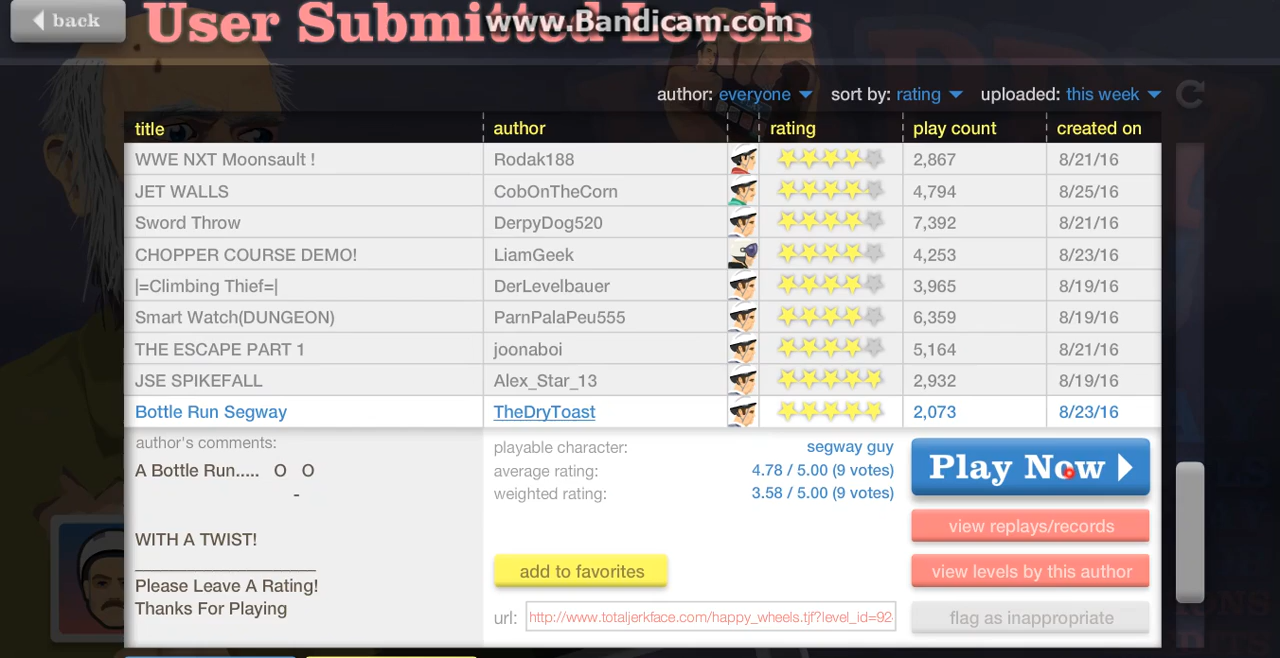 back
User Submitted Levels
www.Bandicam.com
author: everyone sort by: rating uploaded: this week
title author rating play count created on
WWE NXT Moonsault ! Rodak188 2,867 8/21/16
JET WALLS CobOnTheCorn 4,794 8/25/16
Sword Throw DerpyDog520 7,392 8/21/16
CHOPPER COURSE DEMO! LiamGeek 4,253 8/23/16
|=Climbing Thief=| DerLevelbauer 3,965 8/19/16
Smart Watch(DUNGEON) ParnPalaPeu555 6,359 8/19/16
THE ESCAPE PART 1 joonaboi 5,164 8/21/16
JSE SPIKEFALL Alex_Star_13 2,932 8/19/16
Bottle Run Segway TheDryToast 2,073 8/23/16
author's comments:
A Bottle Run..... O O
-
WITH A TWIST!
___________________
Please Leave A Rating!
Thanks For Playing
playable character: segway guy
average rating: 4.78 / 5.00 (9 votes)
weighted rating: 3.58 / 5.00 (9 votes)
add to favorites
url: http://www.totaljerkface.com/happy_wheels.tjf?level_id=92
Play Now
view replays/records
view levels by this author
flag as inappropriate